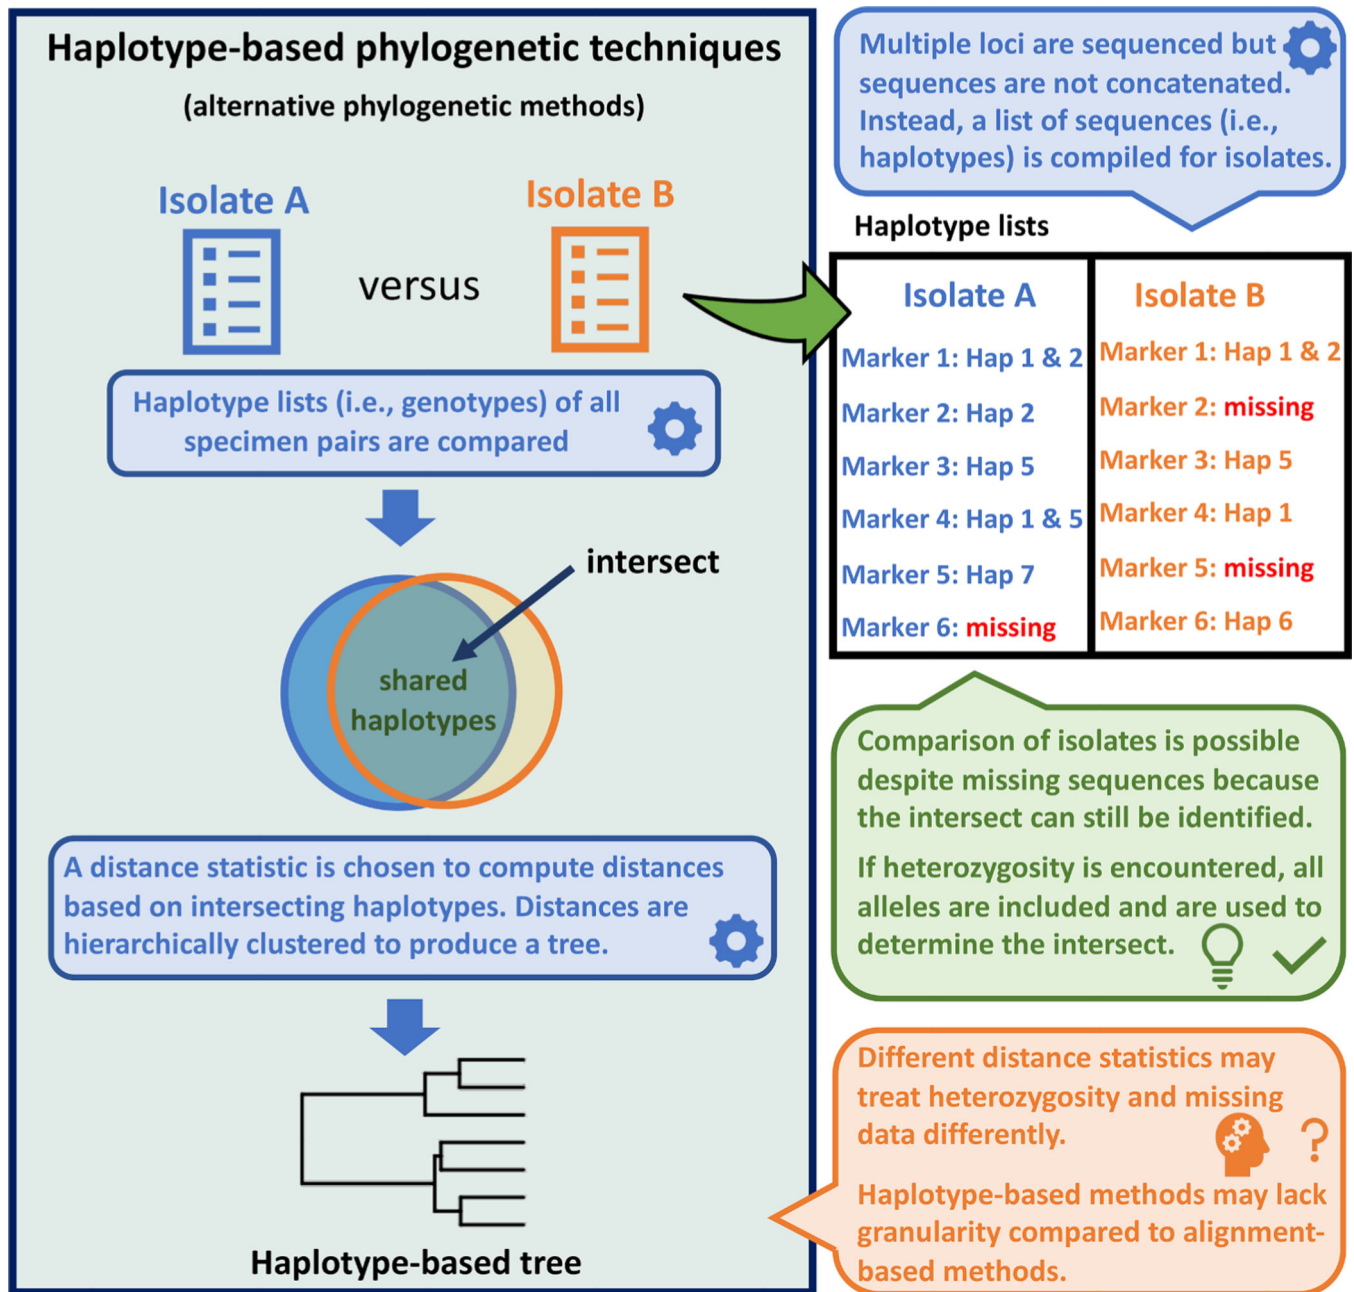 Haplotype-based phylogenetic techniques
(alternative phylogenetic methods)
Isolate A
versus
Isolate B
Haplotype lists (i.e., genotypes) of all
specimen pairs are compared
intersect
shared
haplotypes
A distance statistic is chosen to compute distances
based on intersecting haplotypes. Distances are
hierarchically clustered to produce a tree.
Haplotype-based tree
Multiple loci are sequenced but
sequences are not concatenated.
Instead, a list of sequences (i.e.,
haplotypes) is compiled for isolates.
Haplotype lists
Isolate A
Marker 1: Hap 1 & 2
Marker 2: Hap 2
Marker 3: Hap 5
Marker 4: Hap 1 & 5
Marker 5: Hap 7
Marker 6: missing
Isolate B
Marker 1: Hap 1 & 2
Marker 2: missing
Marker 3: Hap 5
Marker 4: Hap 1
Marker 5: missing
Marker 6: Hap 6
Comparison of isolates is possible
despite missing sequences because
the intersect can still be identified.
If heterozygosity is encountered, all
alleles are included and are used to
determine the intersect.
Different distance statistics may
treat heterozygosity and missing
data differently.
?
Haplotype-based methods may lack
granularity compared to alignment-
based methods.